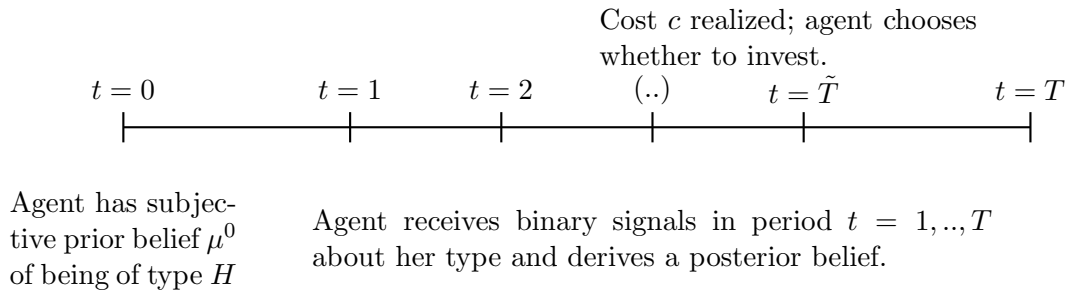 Cost c realized; agent chooses
whether to invest.
t = 0
t = 1
t = 2
(..)
t = T̃
t = T
Agent has subjec-
tive prior belief μ⁰
of being of type H
Agent receives binary signals in period t = 1,..,T
about her type and derives a posterior belief.